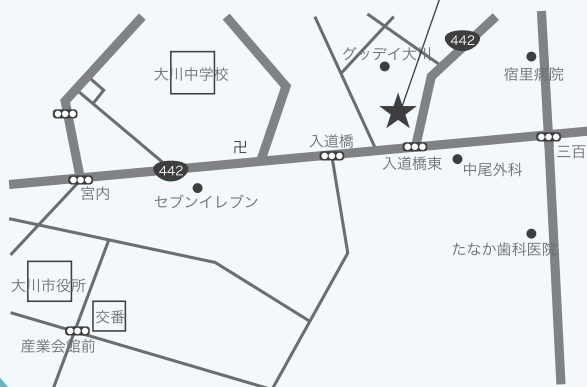 グッデイ大川
442
大川中学校
宿里病院
卍
入道橋
442
入道橋東
中尾外科
三百
宮内
セブンイレブン
たなか歯科医院
大川市役所
交番
産業会館前